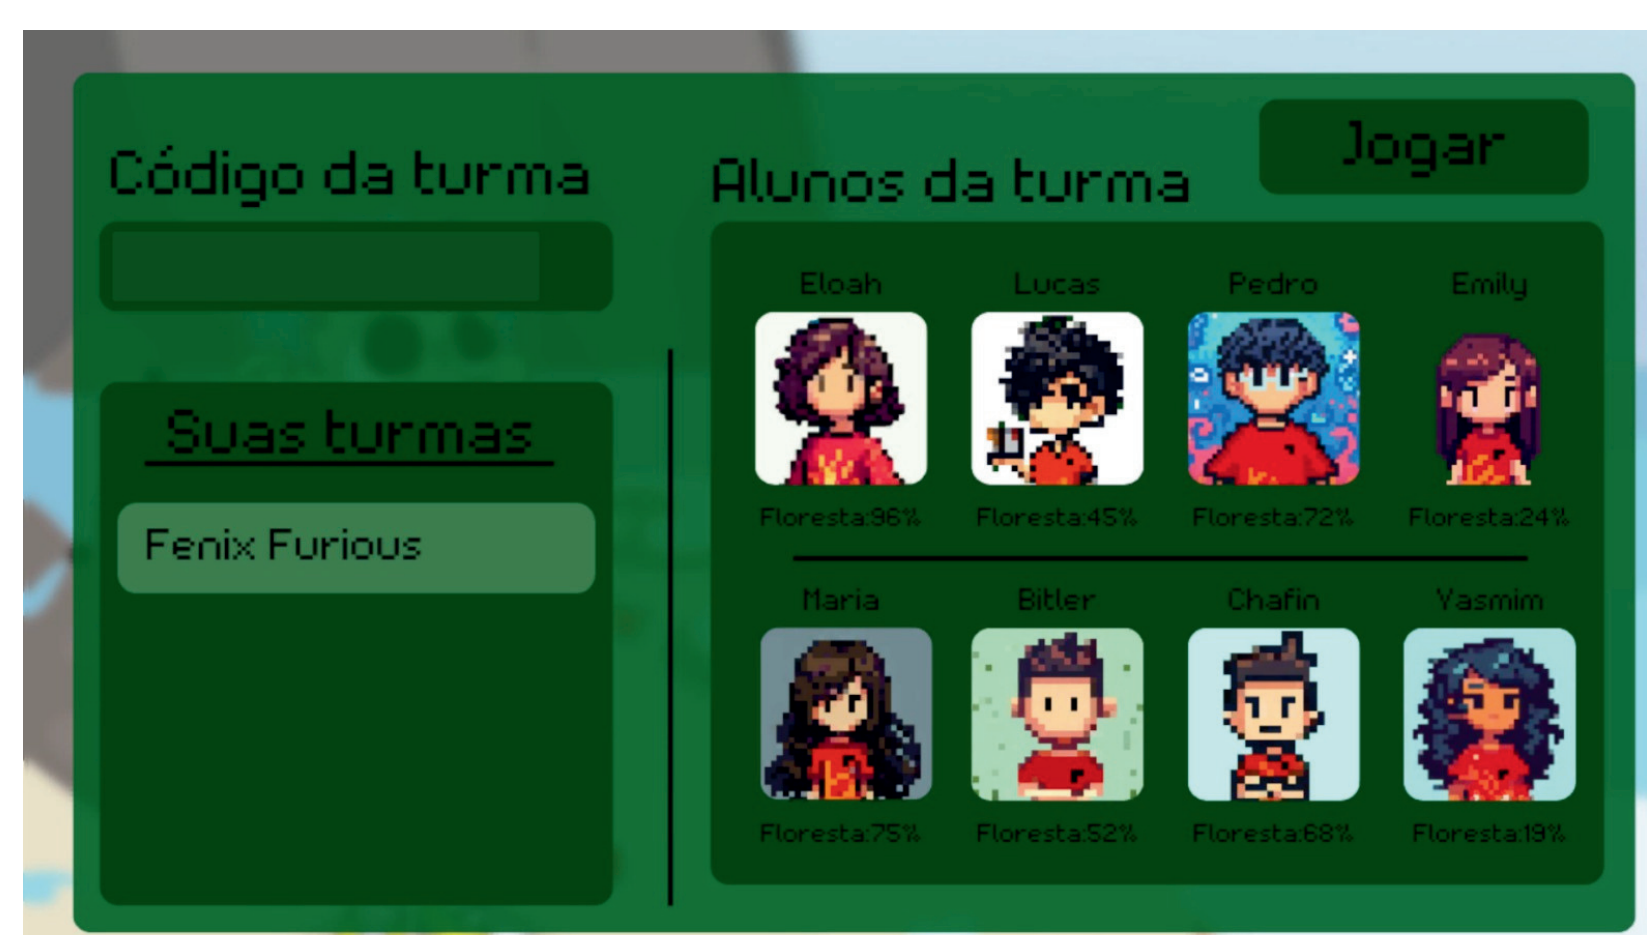 Código da turma
Suas turmas
Fenix Furious
Alunos da turma
Jogar
Eloah Lucas Pedro Emily
Floresta:96% Floresta:45% Floresta:72% Floresta:24%
Maria Bitler Chafin Yasmim
Floresta:75% Floresta:52% Floresta:68% Floresta:19%